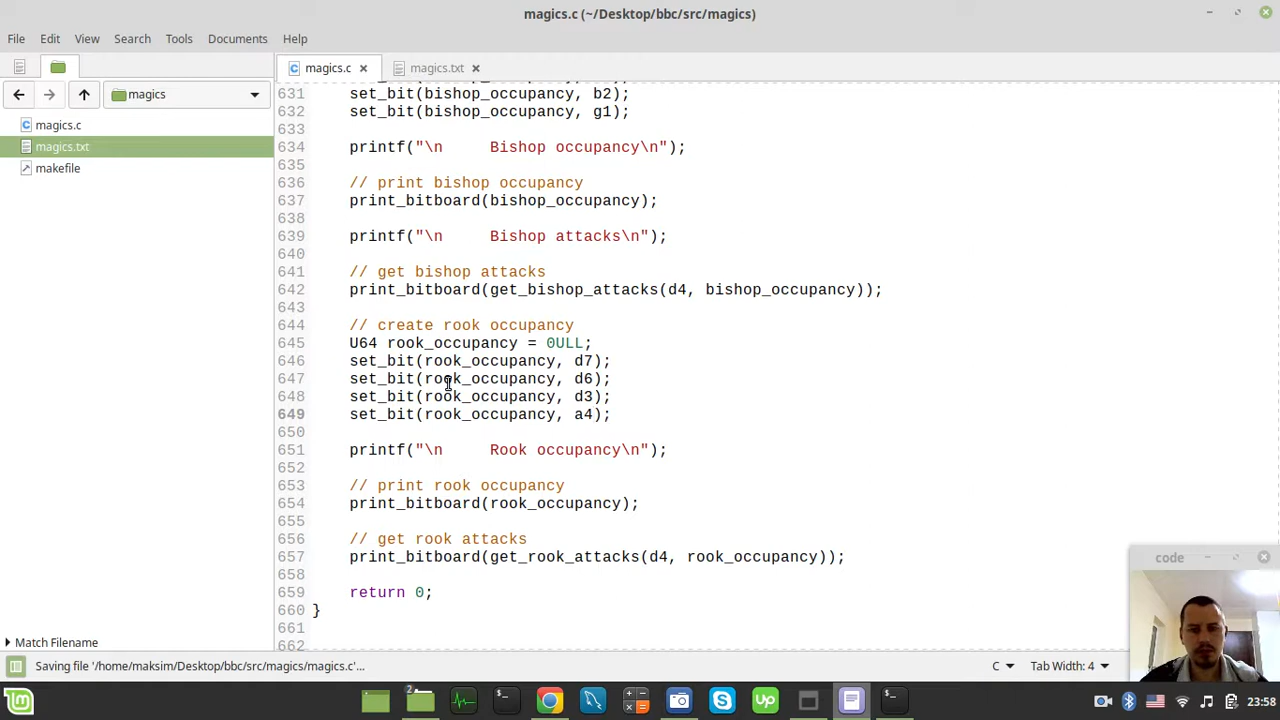 magics.c (~/Desktop/bbc/src/magics)
File Edit View Search Tools Documents Help
magics.c magics.txt
magics
magics.c
magics.txt
makefile
631 set_bit(bishop_occupancy, b2);
632 set_bit(bishop_occupancy, g1);
633
634 printf("\n     Bishop occupancy\n");
635
636 // print bishop occupancy
637 print_bitboard(bishop_occupancy);
638
639 printf("\n     Bishop attacks\n");
640
641 // get bishop attacks
642 print_bitboard(get_bishop_attacks(d4, bishop_occupancy));
643
644 // create rook occupancy
645 U64 rook_occupancy = 0ULL;
646 set_bit(rook_occupancy, d7);
647 set_bit(rook_occupancy, d6);
648 set_bit(rook_occupancy, d3);
649 set_bit(rook_occupancy, a4);
650
651 printf("\n     Rook occupancy\n");
652
653 // print rook occupancy
654 print_bitboard(rook_occupancy);
655
656 // get rook attacks
657 print_bitboard(get_rook_attacks(d4, rook_occupancy));
658
659 return 0;
660 }
661
662
code
Match Filename
Saving file '/home/maksim/Desktop/bbc/src/magics/magics.c'... C Tab Width: 4
2 Up 23:58